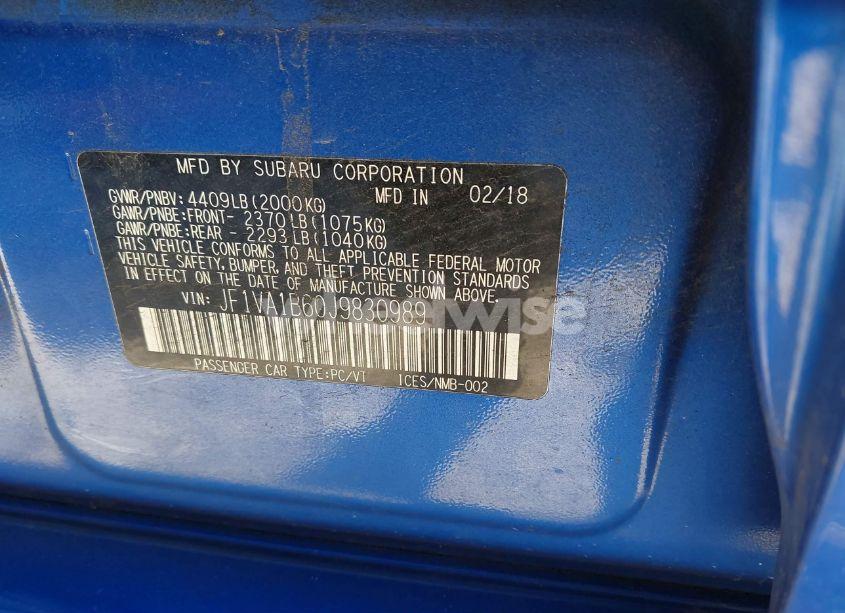 MFD BY SUBARU CORPORATION
GVWR/PNBV: 4409LB(2000KG) MFD IN 02/18
GAWR/PNBE:FRONT- 2370LB(1075KG)
GAWR/PNBE:REAR - 2293LB(1040KG)
THIS VEHICLE CONFORMS TO ALL APPLICABLE FEDERAL MOTOR
VEHICLE SAFETY, BUMPER, AND THEFT PREVENTION STANDARDS
IN EFFECT ON THE DATE OF MANUFACTURE SHOWN ABOVE.
VIN: JF1VA1B60J9830989
PASSENGER CAR TYPE:PC/VT ICES/NMB-002